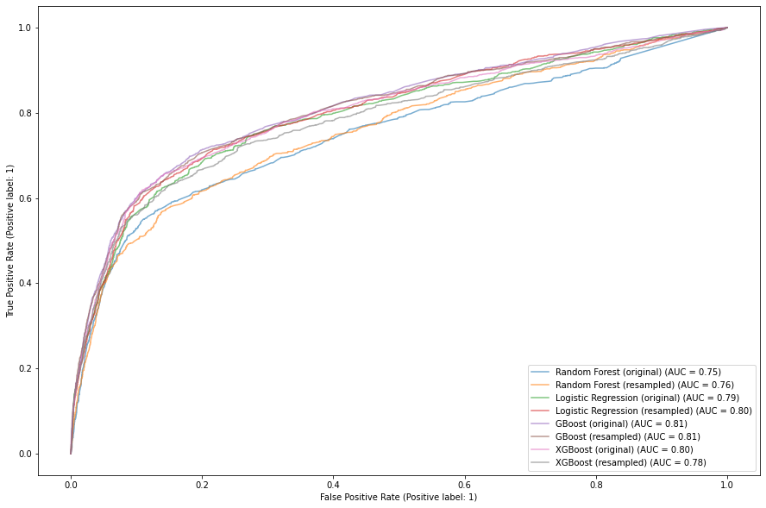 1.0
0.8
0.6
0.4
0.2
0.0
True Positive Rate (Positive label: 1)
Random Forest (original) (AUC = 0.75)
Random Forest (resampled) (AUC = 0.76)
Logistic Regression (original) (AUC = 0.79)
Logistic Regression (resampled) (AUC = 0.80)
GBoost (original) (AUC = 0.81)
GBoost (resampled) (AUC = 0.81)
XGBoost (original) (AUC = 0.80)
XGBoost (resampled) (AUC = 0.78)
0.0 0.2 0.4 0.6 0.8 1.0
False Positive Rate (Positive label: 1)